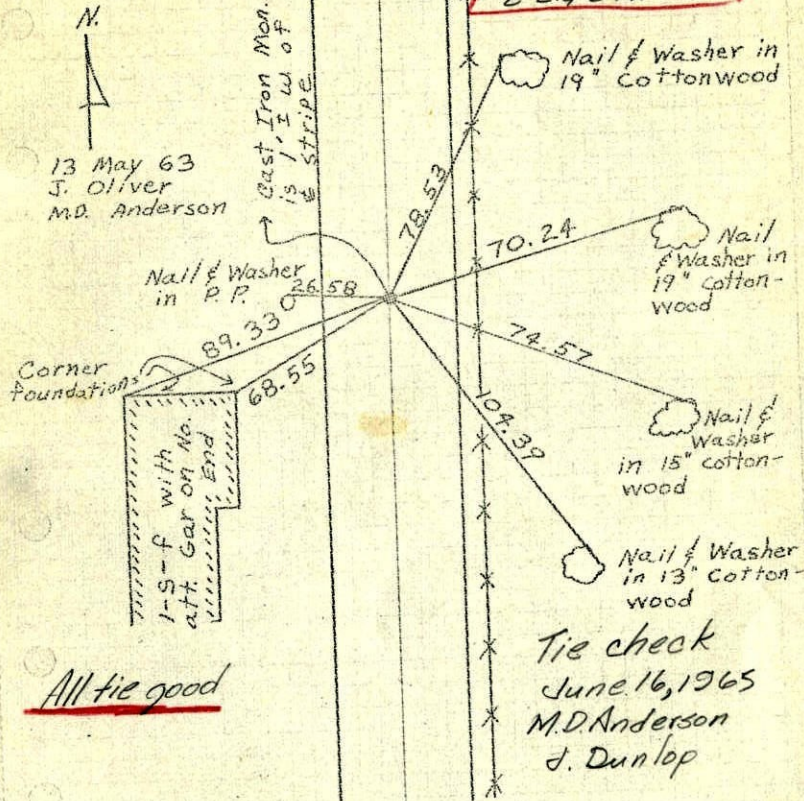 N.
Cast Iron Mon.
is 1.1 W. of
℄ stripe
Nail & Washer in
19" Cottonwood
13 May 63
J. Oliver
M.D. Anderson
78.53
70.24
Nail
& Washer in
19" cotton-
wood
Nail & Washer
in P.P.
26.58
89.33
68.55
74.57
104.39
Corner
foundations
Nail &
Washer
in 15" cotton-
wood
1-S-f with
att. Gar on No.
End
Nail & Washer
in 13" Cotton-
wood
All tie good
Tie check
June 16, 1965
M.D. Anderson
J. Dunlop